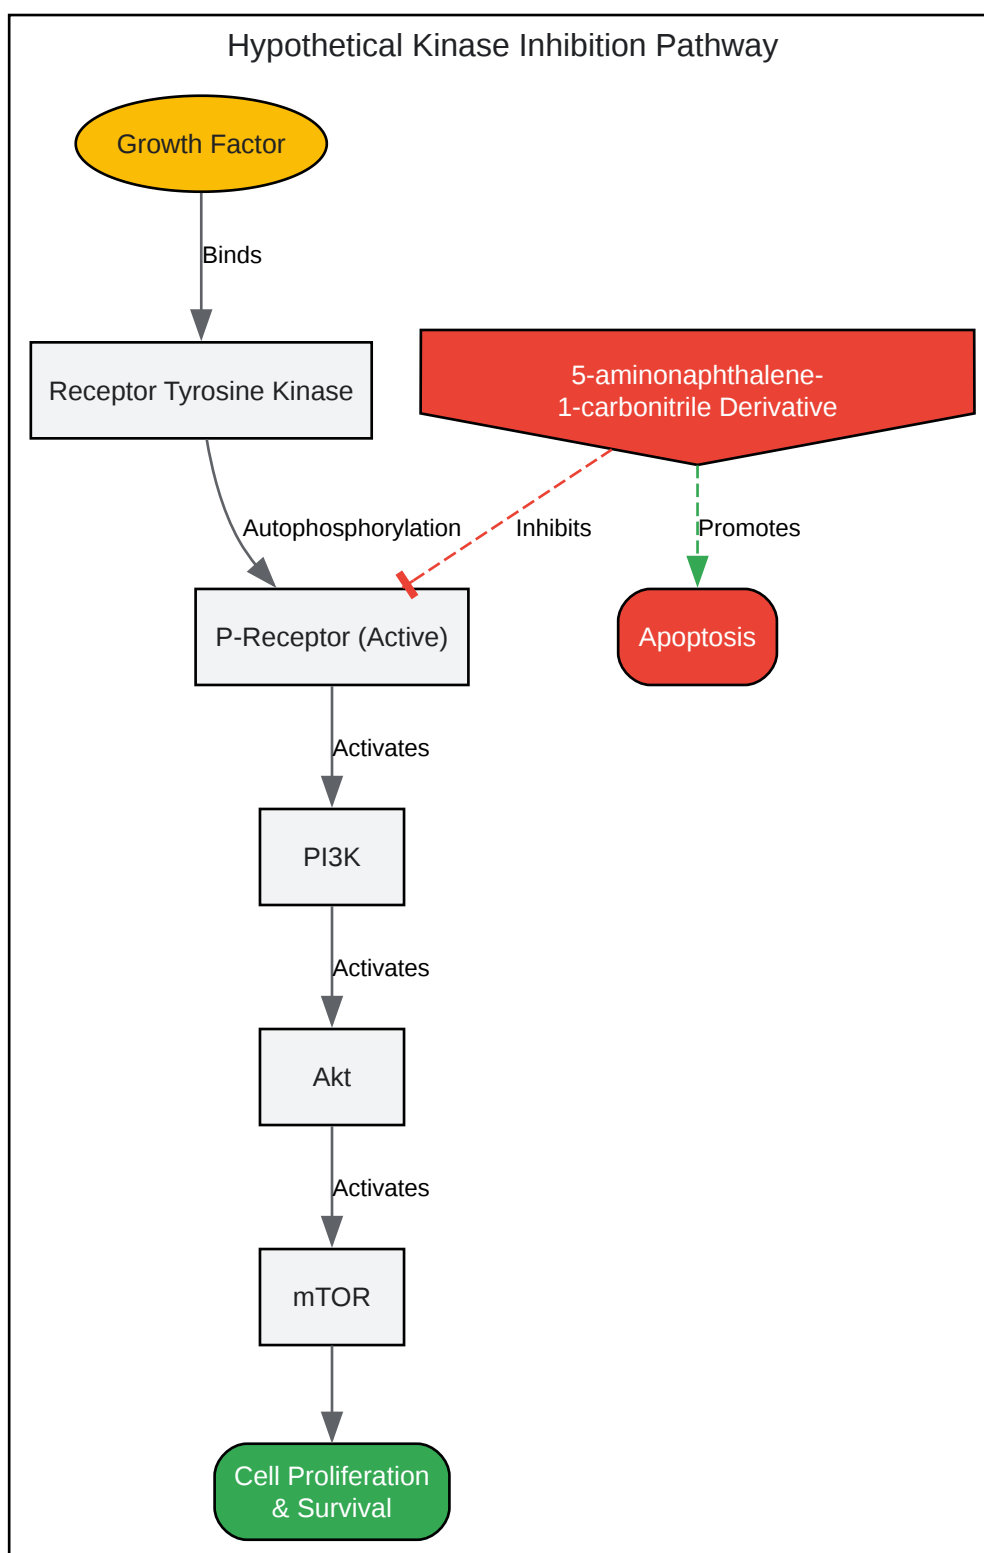 Hypothetical Kinase Inhibition Pathway
Growth Factor
Binds
Receptor Tyrosine Kinase
5-aminonaphthalene-
1-carbonitrile Derivative
Autophosphorylation
Inhibits
Promotes
P-Receptor (Active)
Apoptosis
Activates
PI3K
Activates
Akt
Activates
mTOR
Cell Proliferation
& Survival